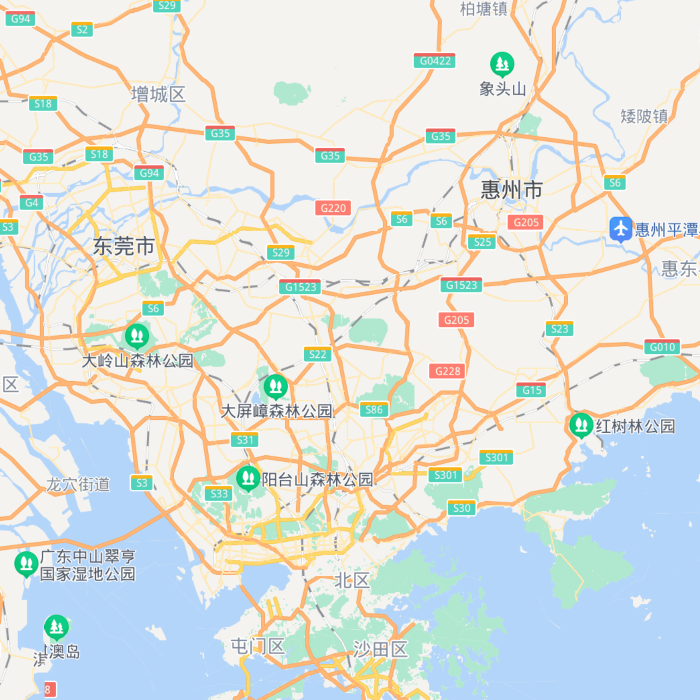 柏塘镇
S29
G94
S2
G0422
象头山
增城区
S18
矮陂镇
G35
G35
G35
S18
G35
G94
惠州市
S6
G4
G220
S6
S6
G205
S3
惠州平潭
S25
东莞市
S29
惠东
G1523
G1523
S6
G205
S23
大岭山森林公园
G010
S22
G228
区
G15
大屏嶂森林公园
S86
红树林公园
S31
S301
S301
阳台山森林公园
龙穴街道
S3
S33
S30
广东中山翠亨
国家湿地公园
北区
屯门区
沙田区
澳岛
8